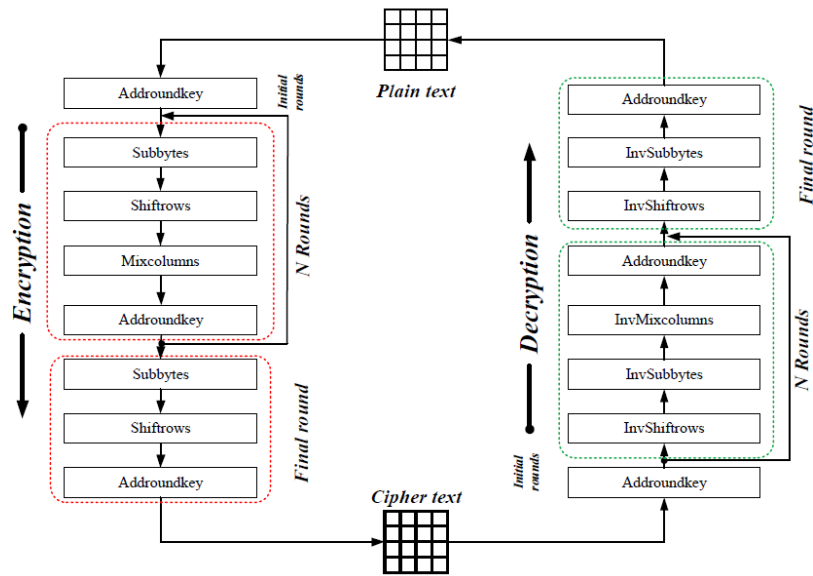 Plain text
Addroundkey
Initial
rounds
Subbytes
Shiftrows
Mixcolumns
Addroundkey
N Rounds
Encryption
Subbytes
Shiftrows
Addroundkey
Final round
Cipher text
Addroundkey
InvSubbytes
InvShiftrows
Final round
Addroundkey
InvMixcolumns
InvSubbytes
InvShiftrows
N Rounds
Decryption
Initial
rounds
Addroundkey